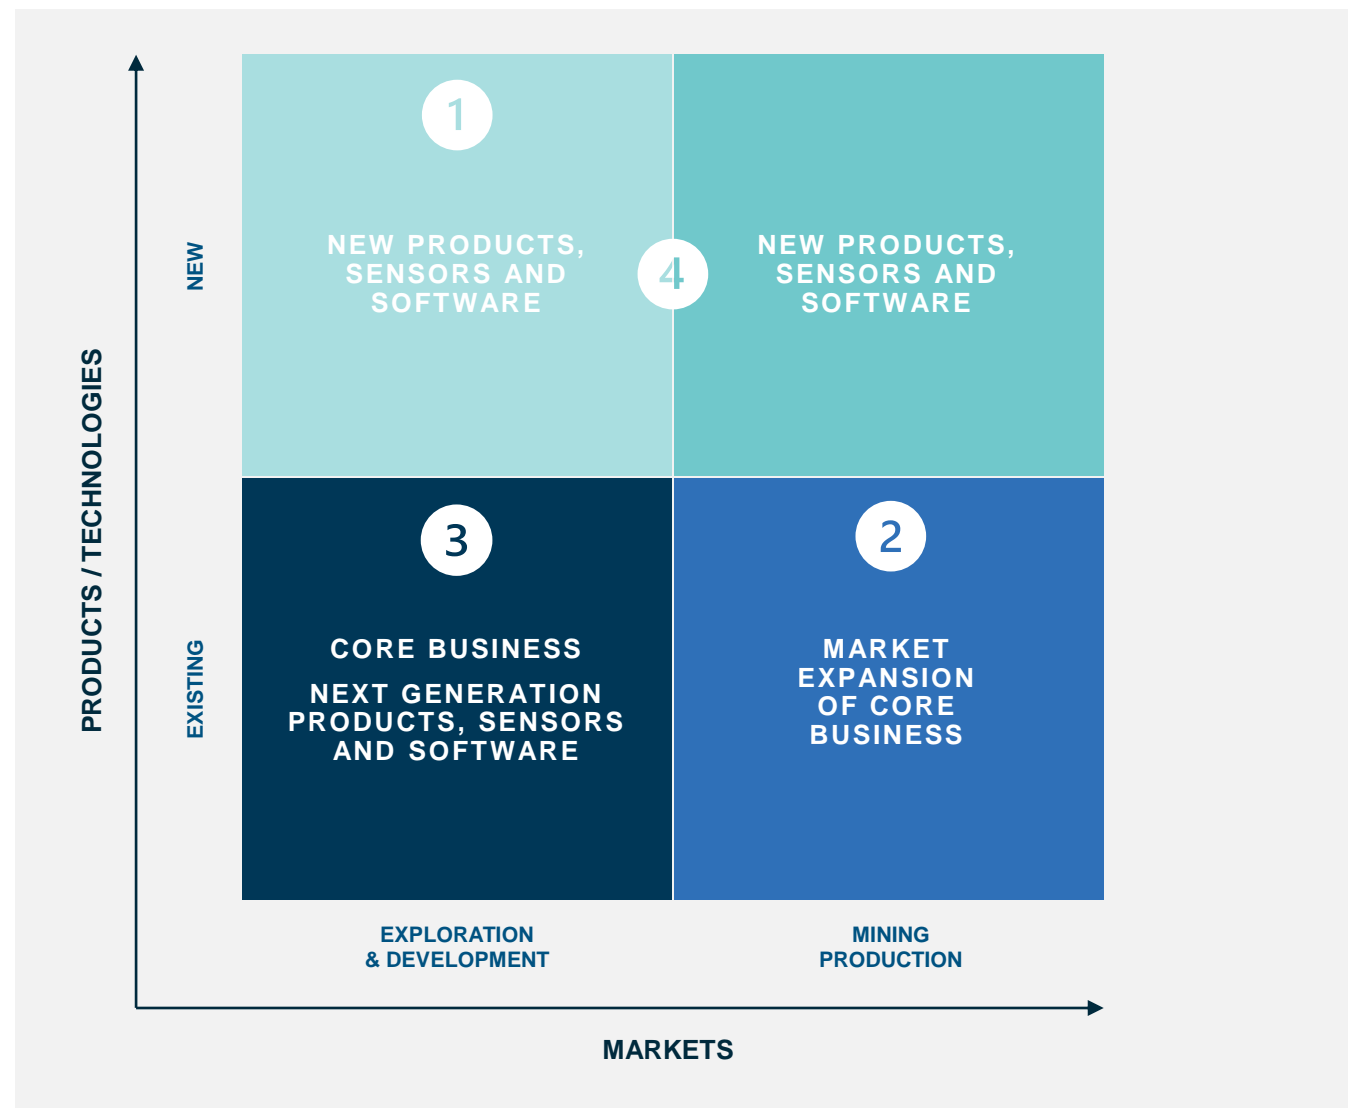 1
NEW PRODUCTS,
SENSORS AND
SOFTWARE
4
NEW PRODUCTS,
SENSORS AND
SOFTWARE
NEW
PRODUCTS / TECHNOLOGIES
EXISTING
3
CORE BUSINESS
NEXT GENERATION
PRODUCTS, SENSORS
AND SOFTWARE
2
MARKET
EXPANSION
OF CORE
BUSINESS
EXPLORATION
& DEVELOPMENT
MINING
PRODUCTION
MARKETS